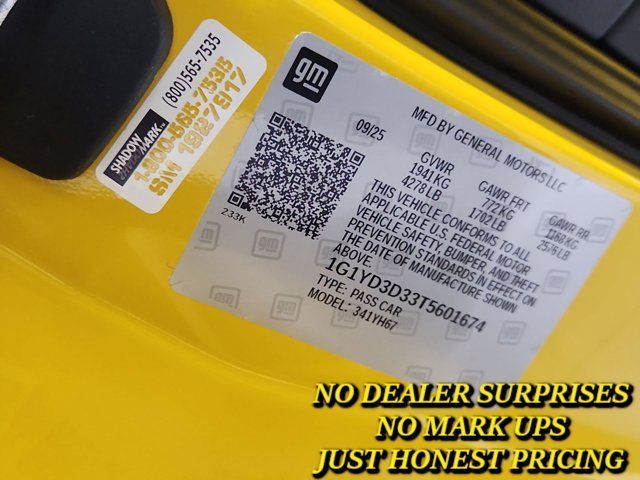 SHADOW
MARK
(800)565-7535
1-800-565-7535
SM 1927917
gm
MFD BY GENERAL MOTORS LLC
09/25
GVWR
1941KG
4278LB
GAWR FRT
772KG
1702LB
GAWR RR
1168KG
2576LB
THIS VEHICLE CONFORMS TO ALL
APPLICABLE U.S. FEDERAL MOTOR
VEHICLE SAFETY, BUMPER, AND THEFT
PREVENTION STANDARDS IN EFFECT ON
THE DATE OF MANUFACTURE SHOWN
ABOVE.
233K
1G1YD3D33T5601674
TYPE: PASS CAR
MODEL: 341YH67
NO DEALER SURPRISES
NO MARK UPS
JUST HONEST PRICING